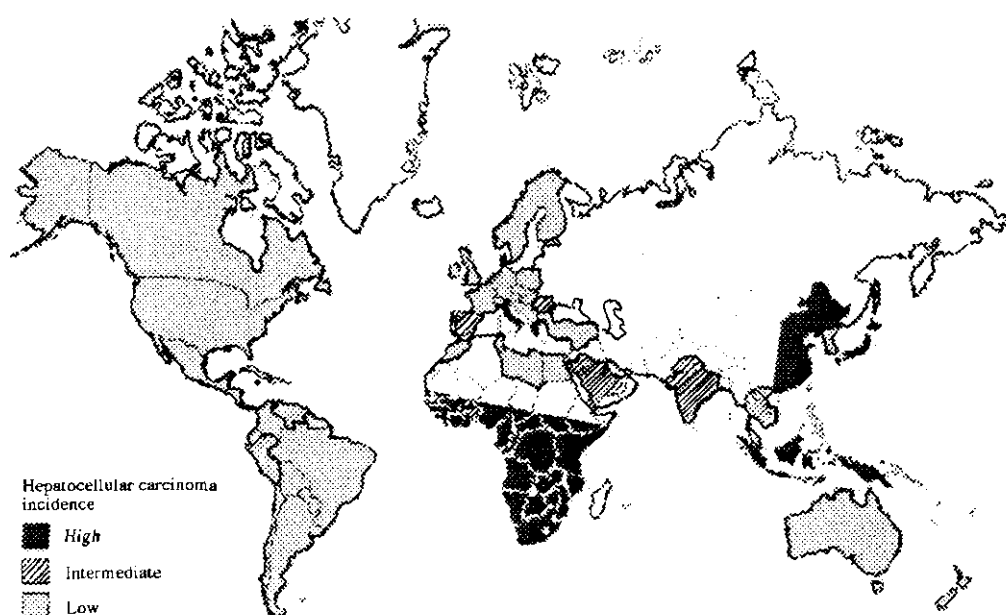 Hepatocellular carcinoma
incidence
High
Intermediate
Low